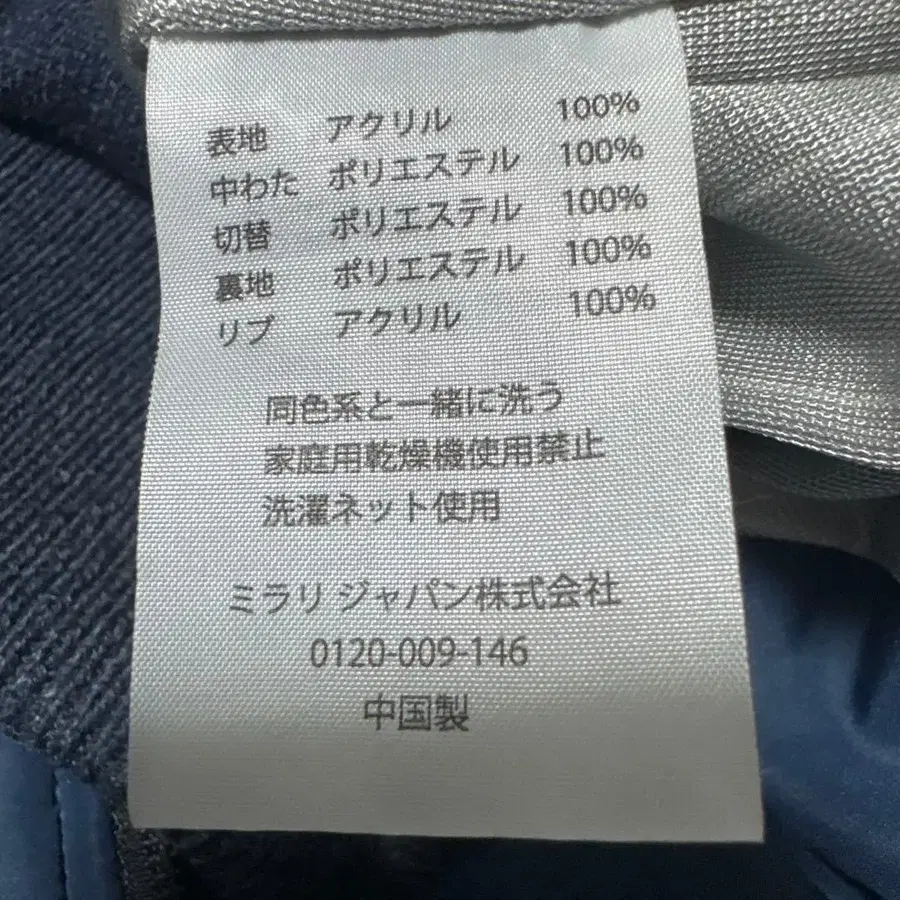 表地 アクリル 100%
中わた ポリエステル 100%
切替 ポリエステル 100%
裏地 ポリエステル 100%
リブ アクリル 100%
同色系と一緒に洗う
家庭用乾燥機使用禁止
洗濯ネット使用
ミラリ ジャパン株式会社
0120-009-146
中国製